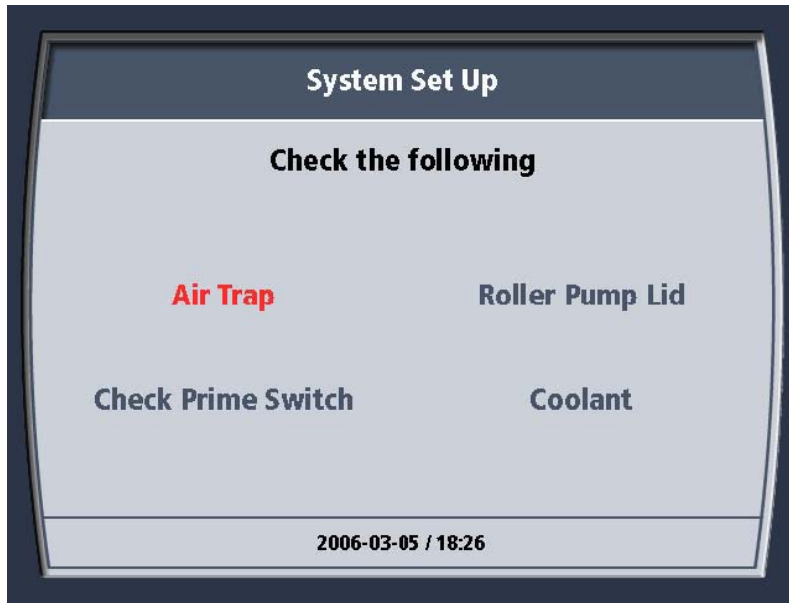 System Set Up
Check the following
Air Trap
Roller Pump Lid
Check Prime Switch
Coolant
2006-03-05 / 18:26